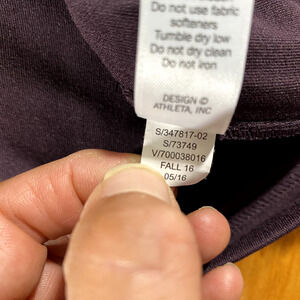 Do not use fabric
softeners
Tumble dry low
Do not dry clean
Do not iron
DESIGN ©
ATHLETA, INC
S/347817-02
S/73749
V/700038016
FALL 16
05/16